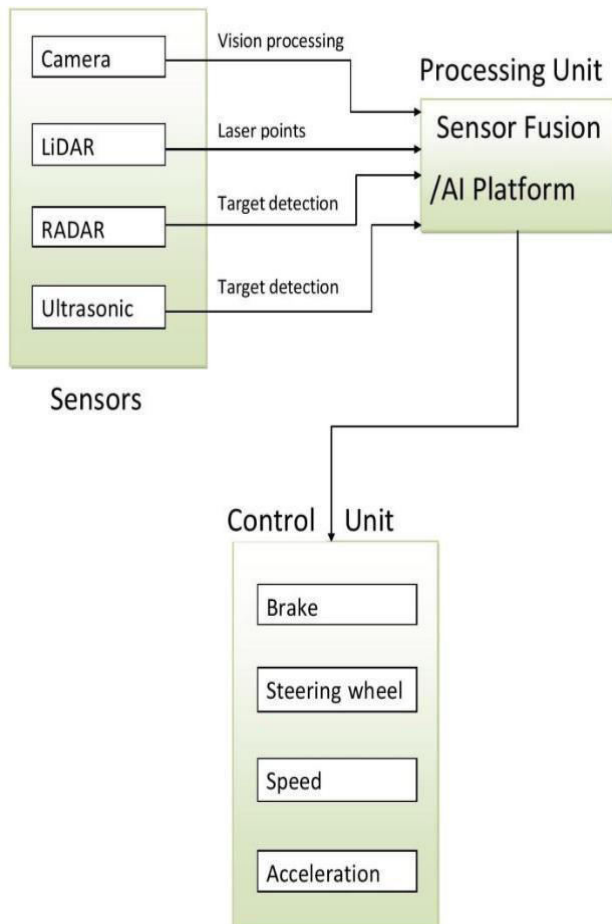 Camera
LiDAR
RADAR
Ultrasonic
Sensors
Vision processing
Laser points
Target detection
Target detection
Processing Unit
Sensor Fusion
/AI Platform
Control Unit
Brake
Steering wheel
Speed
Acceleration